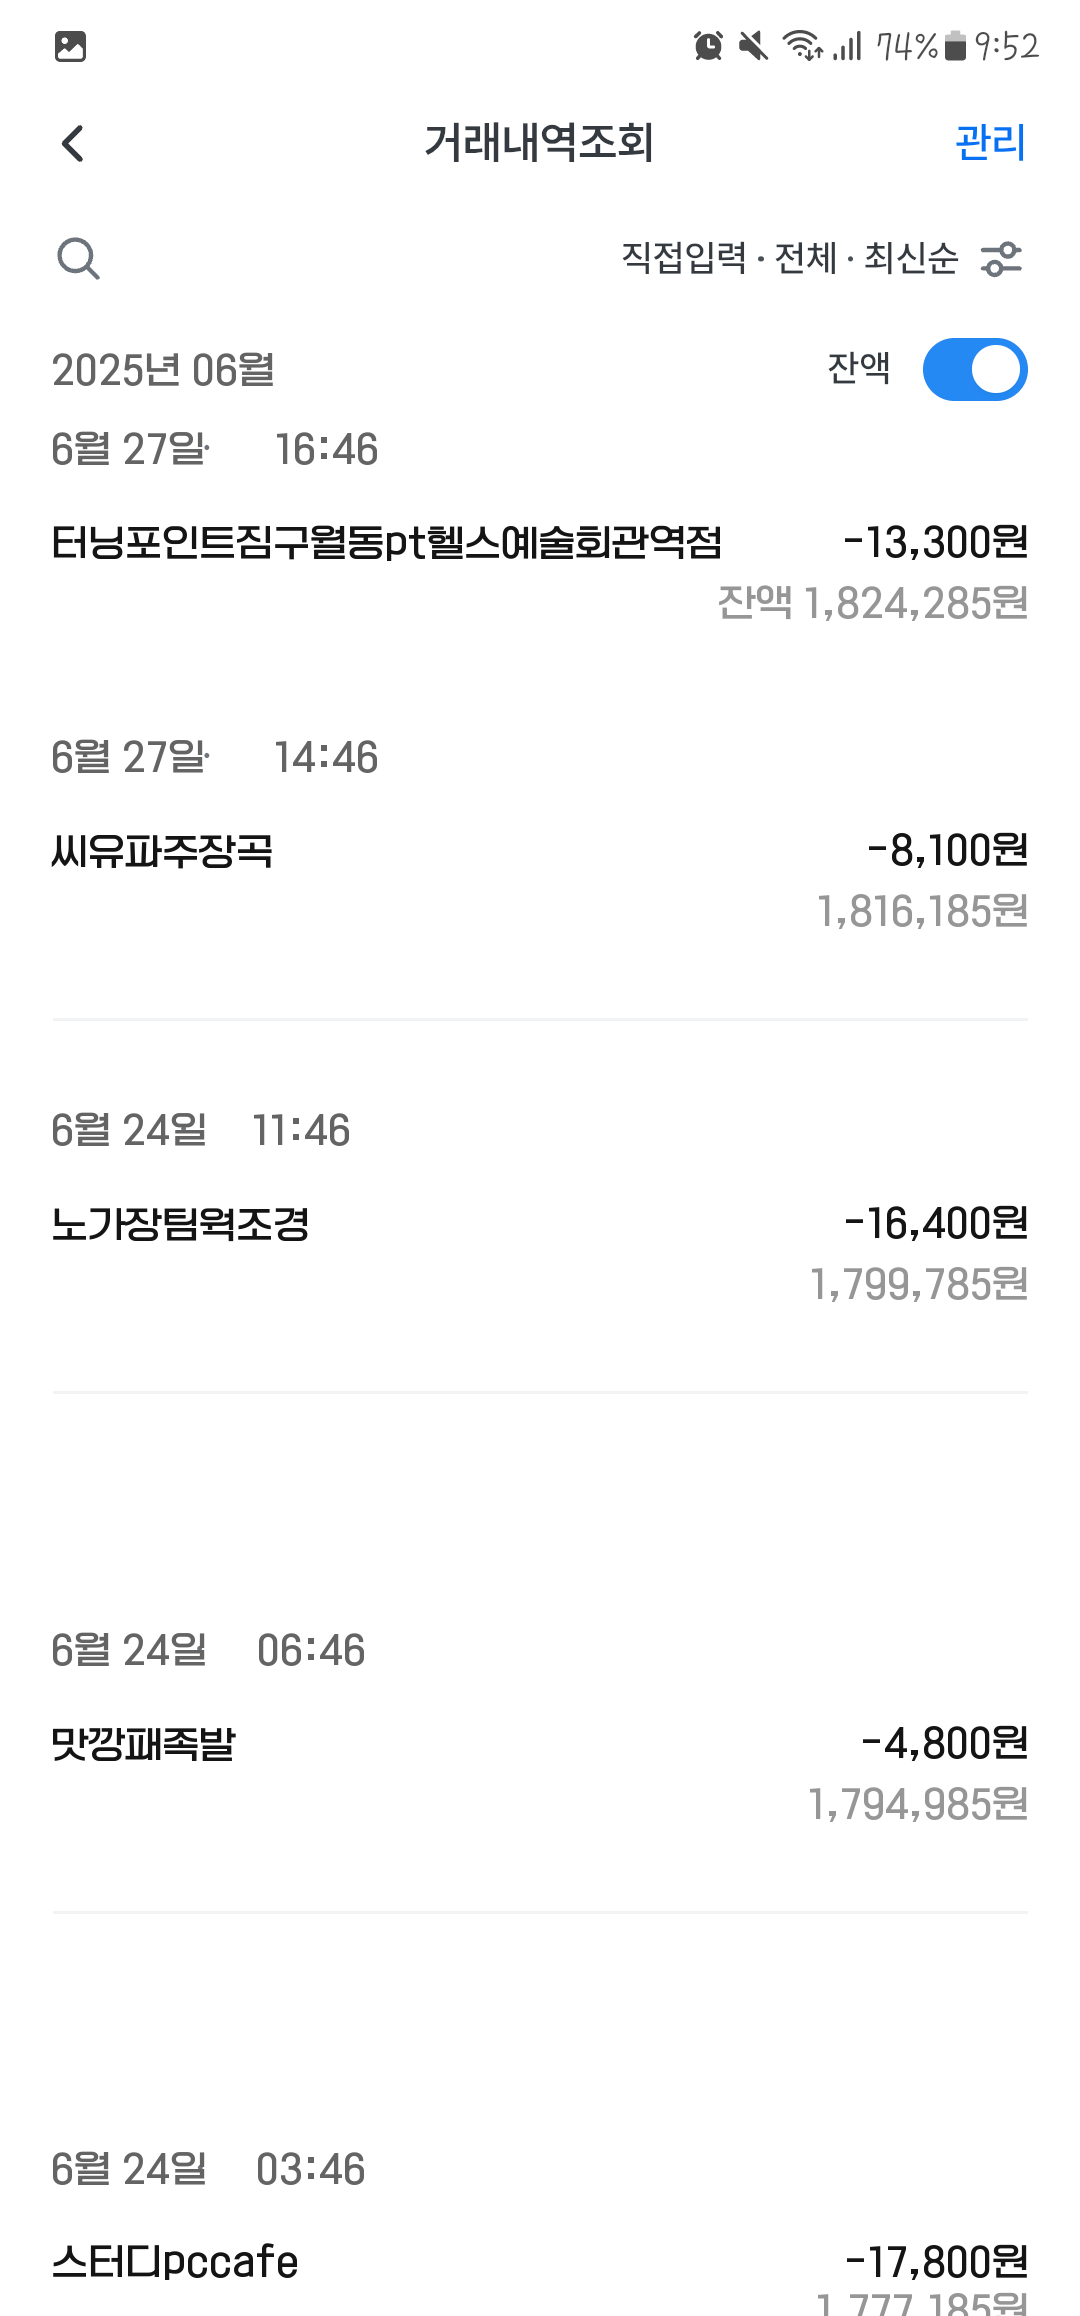 74% 9:52
거래내역조회 관리
직접입력 · 전체 · 최신순
2025년 06월 잔액
6월 27일· 16:46
터닝포인트짐구월동pt헬스예술회관역점 -13,300원
잔액 1,824,285원
6월 27일· 14:46
씨유파주장곡 -8,100원
1,816,185원
6월 24일 11:46
노가장팀웍조경 -16,400원
1,799,785원
6월 24일 06:46
맛깡패족발 -4,800원
1,794,985원
6월 24일 03:46
스터디pccafe -17,800원
1,777,185원